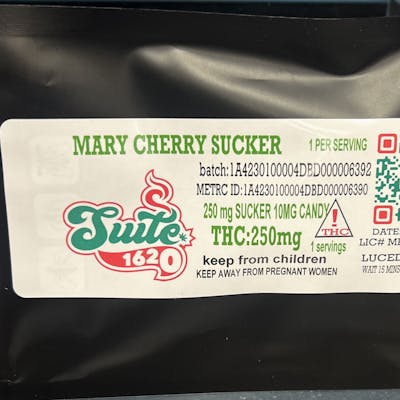 MARY CHERRY SUCKER
1 PER SERVING
batch:1A4230100004DBD000006392
METRC ID:1A4230100004DBD000006390
250 mg SUCKER 10MG CANDY
THC:250mg
THC
1 servings
keep from children
KEEP AWAY FROM PREGNANT WOMEN
Suite
1620
DATE
LIC# ME
LUCED
WAIT 15 MINS